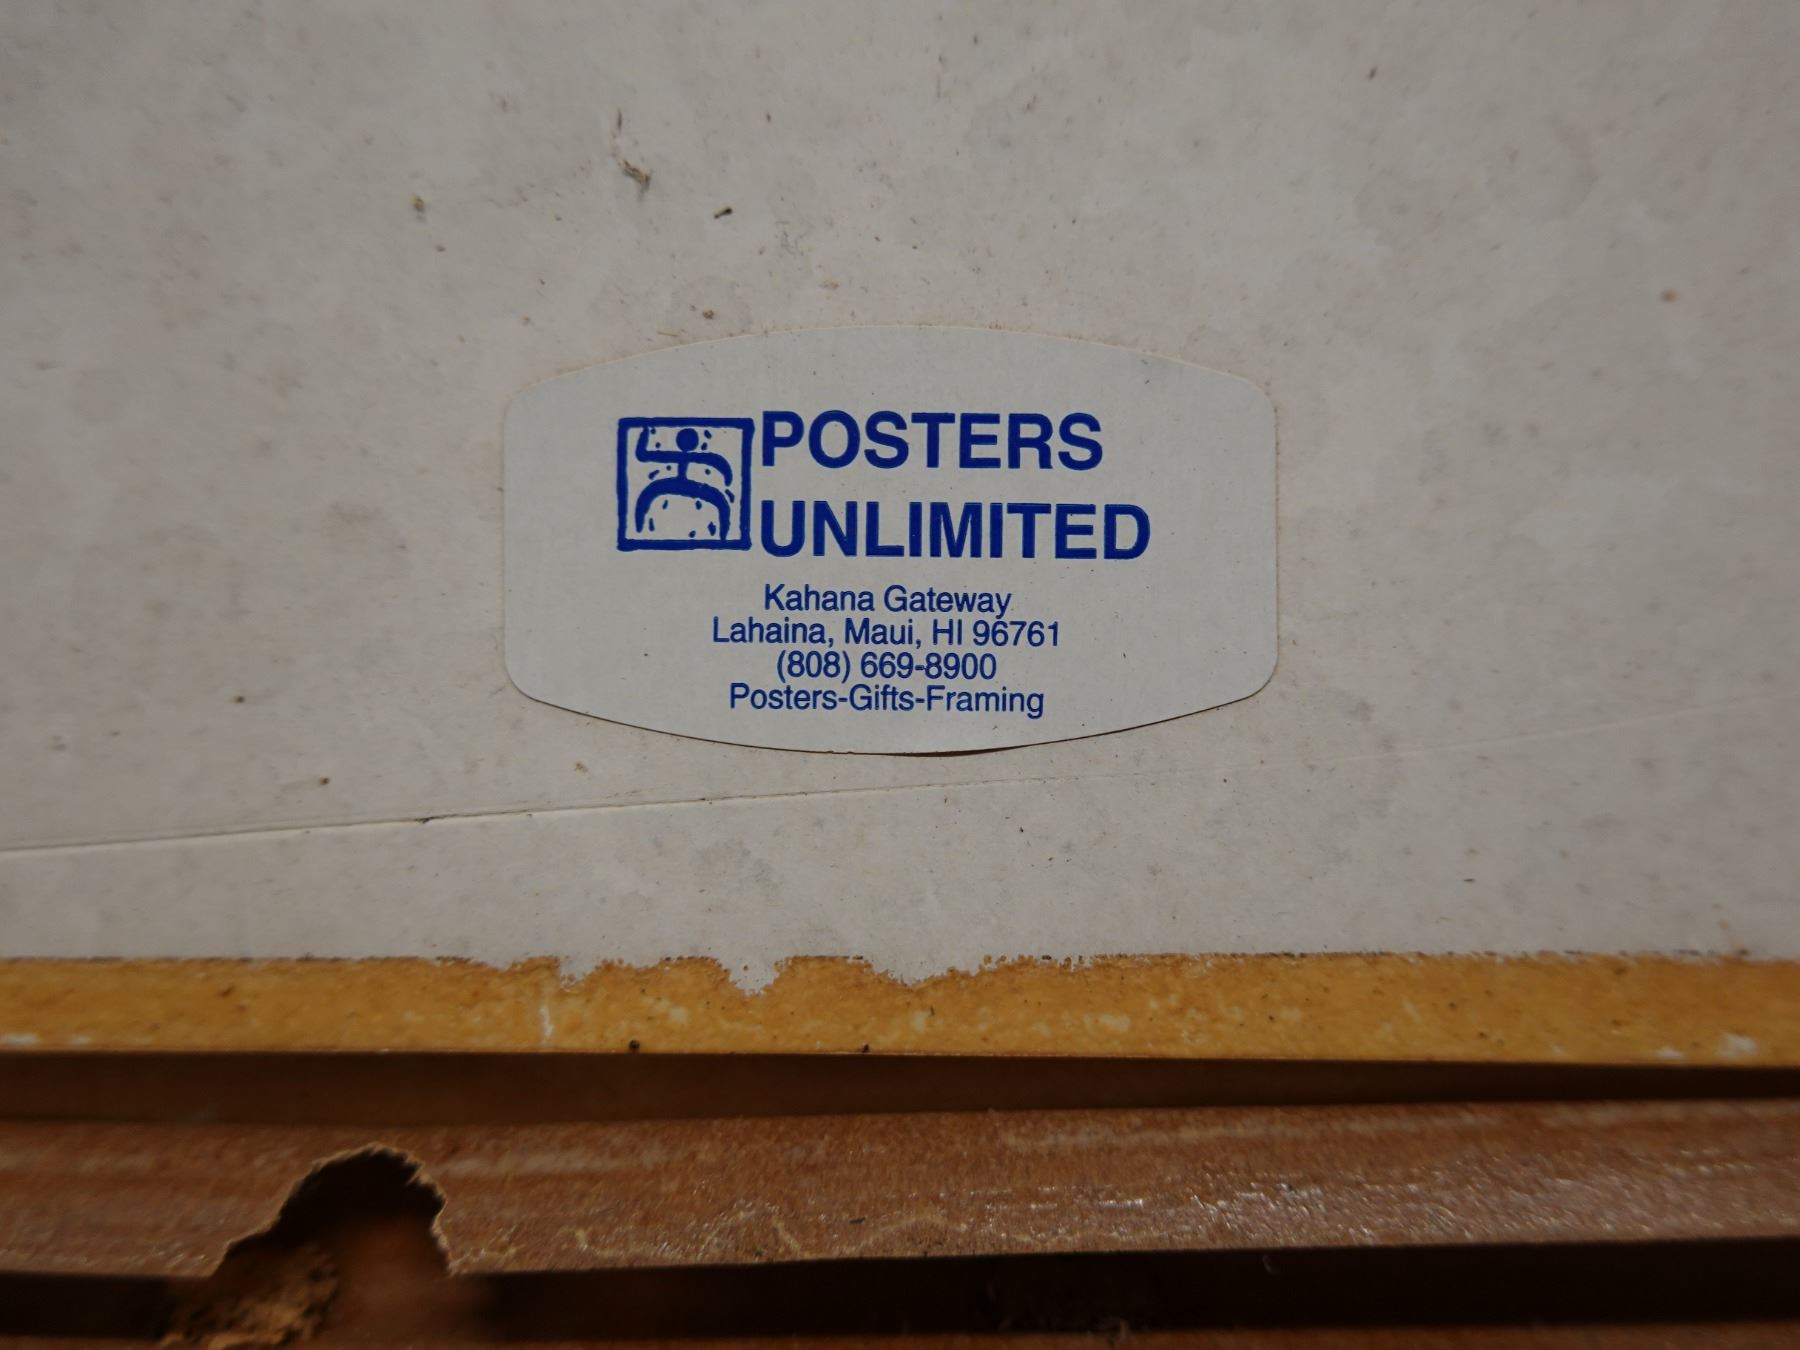 POSTERS
UNLIMITED
Kahana Gateway
Lahaina, Maui, HI 96761
(808) 669-8900
Posters-Gifts-Framing